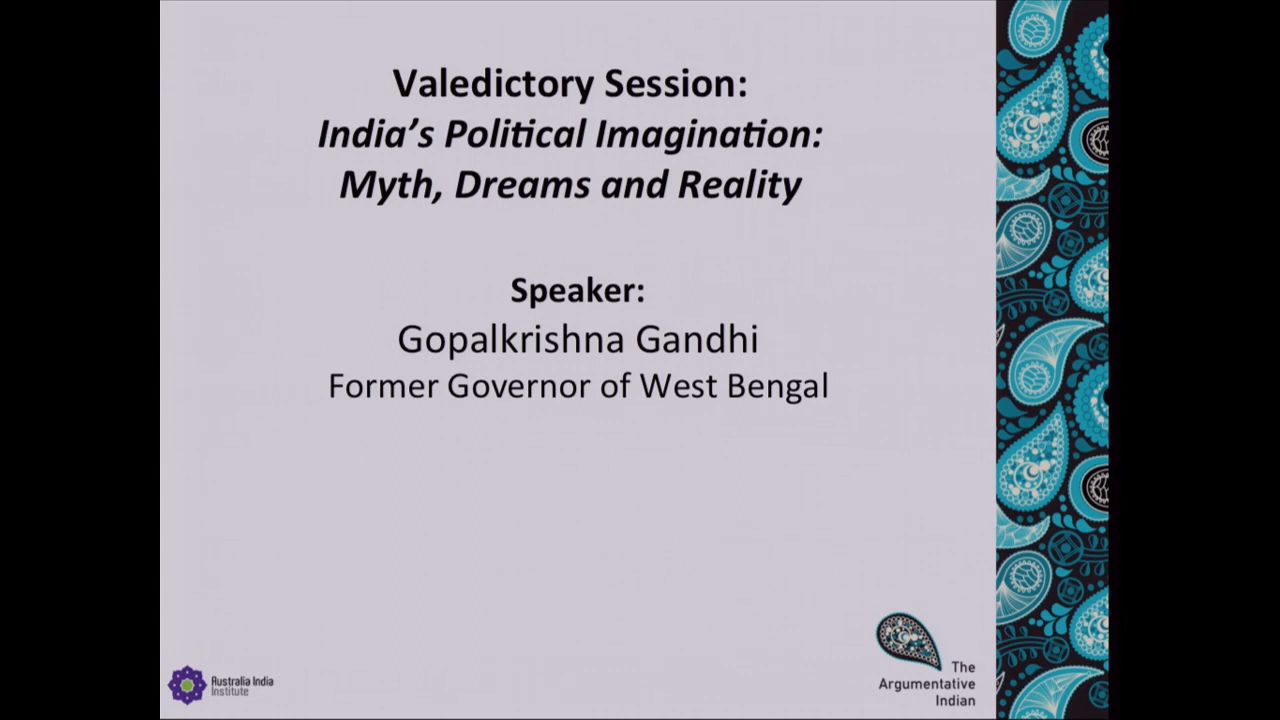 Valedictory Session:
India’s Political Imagination:
Myth, Dreams and Reality
Speaker:
Gopalkrishna Gandhi
Former Governor of West Bengal
Australia India
Institute
The
Argumentative
Indian